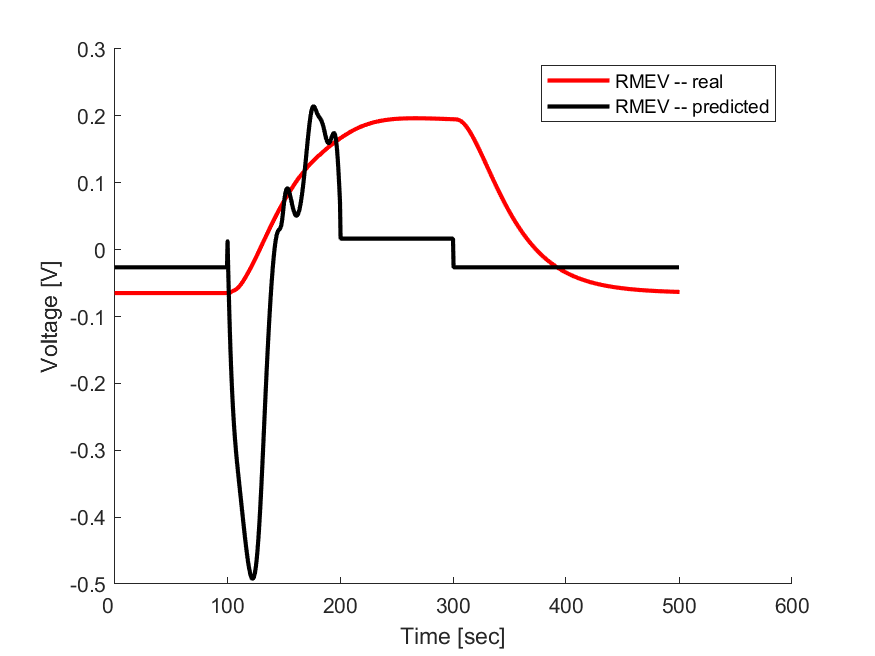 0.3
0.2
0.1
0
-0.1
-0.2
-0.3
-0.4
-0.5
Voltage [V]
RMEV -- real
RMEV -- predicted
0 100 200 300 400 500 600
Time [sec]